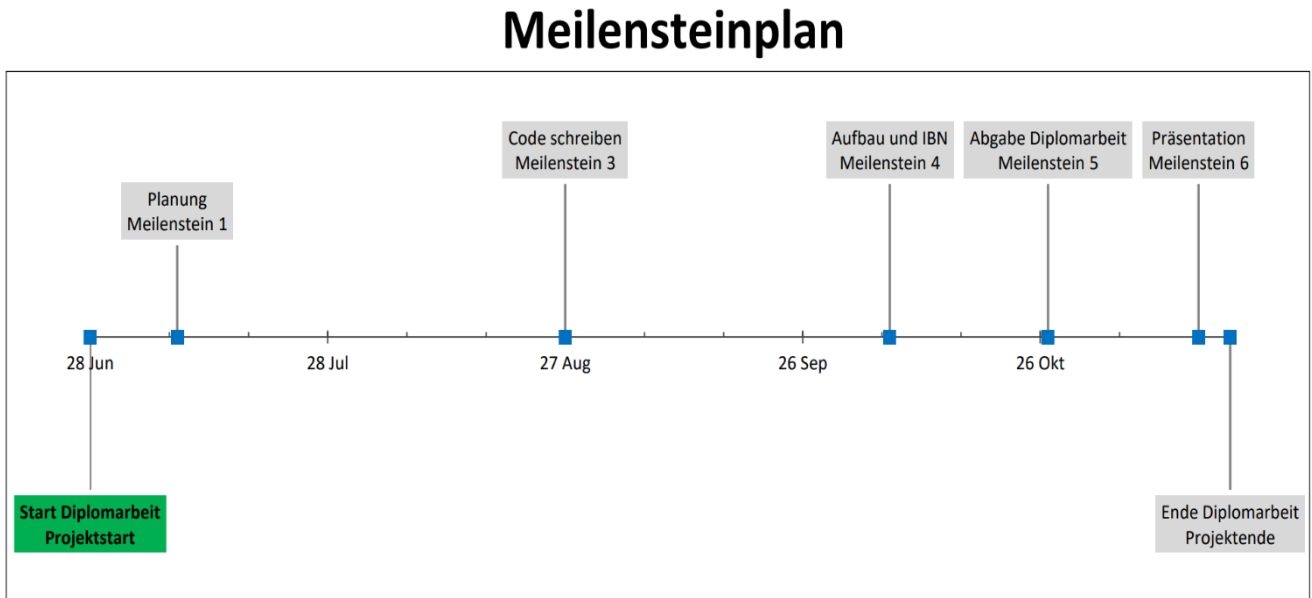 Meilensteinplan
Code schreiben
Meilenstein 3
Aufbau und IBN
Meilenstein 4
Abgabe Diplomarbeit
Meilenstein 5
Präsentation
Meilenstein 6
Planung
Meilenstein 1
28 Jun
28 Jul
27 Aug
26 Sep
26 Okt
Start Diplomarbeit
Projektstart
Ende Diplomarbeit
Projektende